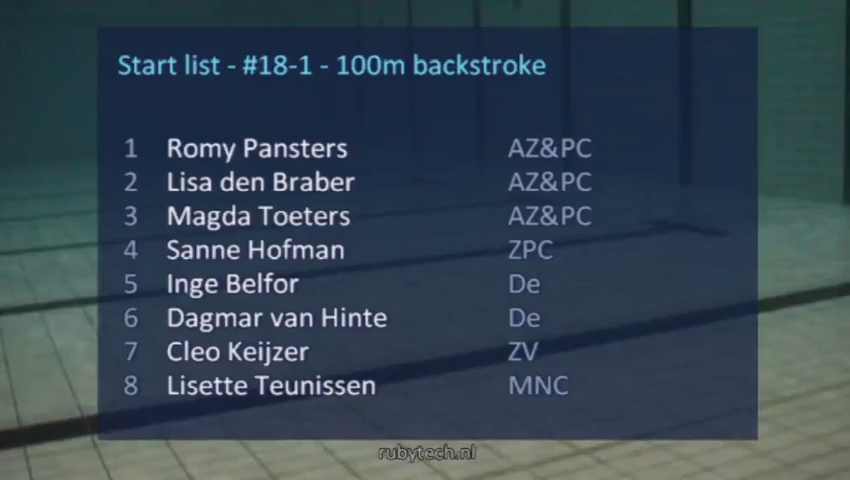 Start list - #18-1 - 100m backstroke
1 Romy Pansters AZ&PC
2 Lisa den Braber AZ&PC
3 Magda Toeters AZ&PC
4 Sanne Hofman ZPC
5 Inge Belfor De
6 Dagmar van Hinte De
7 Cleo Keijzer ZV
8 Lisette Teunissen MNC
rubytech.nl